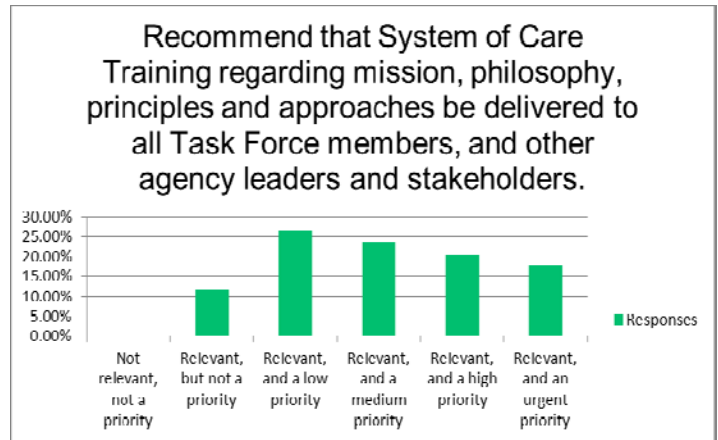 Recommend that System of Care
Training regarding mission, philosophy,
principles and approaches be delivered to
all Task Force members, and other
agency leaders and stakeholders.
30.00%
25.00%
20.00%
15.00%
10.00%
5.00%
0.00%
Not relevant, not a priority
Relevant, but not a priority
Relevant, and a low priority
Relevant, and a medium priority
Relevant, and a high priority
Relevant, and an urgent priority
Responses